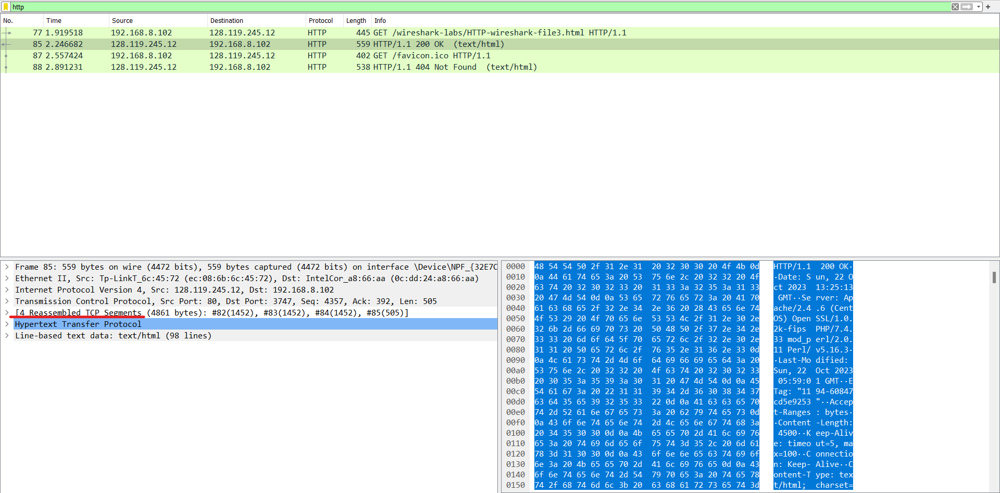 http
No. Time Source Destination Protocol Length Info
77 1.919518 192.168.8.102 128.119.245.12 HTTP 445 GET /wireshark-labs/HTTP-wireshark-file3.html HTTP/1.1
85 2.246682 128.119.245.12 192.168.8.102 HTTP 559 HTTP/1.1 200 OK  (text/html)
87 2.557424 192.168.8.102 128.119.245.12 HTTP 402 GET /favicon.ico HTTP/1.1
88 2.891231 128.119.245.12 192.168.8.102 HTTP 538 HTTP/1.1 404 Not Found  (text/html)
Frame 85: 559 bytes on wire (4472 bits), 559 bytes captured (4472 bits) on interface \Device\NPF_{32E7C
Ethernet II, Src: Tp-LinkT_6c:45:72 (ec:08:6b:6c:45:72), Dst: IntelCor_a8:66:aa (0c:dd:24:a8:66:aa)
Internet Protocol Version 4, Src: 128.119.245.12, Dst: 192.168.8.102
Transmission Control Protocol, Src Port: 80, Dst Port: 3747, Seq: 4357, Ack: 392, Len: 505
[4 Reassembled TCP Segments (4861 bytes): #82(1452), #83(1452), #84(1452), #85(505)]
Hypertext Transfer Protocol
Line-based text data: text/html (98 lines)
0000 48 54 54 50 2f 31 2e 31 20 32 30 30 20 4f 4b 0d HTTP/1.1 200 OK·
0010 0a 44 61 74 65 3a 20 53 75 6e 2c 20 32 32 20 4f ·Date: S un, 22 O
0020 63 74 20 32 30 32 33 20 31 33 3a 32 35 3a 31 33 ct 2023 13:25:13
0030 20 47 4d 54 0d 0a 53 65 72 76 65 72 3a 20 41 70 GMT··Se rver: Ap
0040 61 63 68 65 2f 32 2e 34 2e 36 20 28 43 65 6e 74 ache/2.4 .6 (Cent
0050 4f 53 29 20 4f 70 65 6e 53 53 4c 2f 31 2e 30 2e OS) Open SSL/1.0.
0060 32 6b 2d 66 69 70 73 20 50 48 50 2f 37 2e 34 2e 2k-fips PHP/7.4.
0070 33 33 20 6d 6f 64 5f 70 65 72 6c 2f 32 2e 30 2e 33 mod_p erl/2.0.
0080 31 31 20 50 65 72 6c 2f 76 35 2e 31 36 2e 33 0d 11 Perl/ v5.16.3·
0090 0a 4c 61 73 74 2d 4d 6f 64 69 66 69 65 64 3a 20 ·Last-Mo dified:
00a0 53 75 6e 2c 20 32 32 20 4f 63 74 20 32 30 32 33 Sun, 22 Oct 2023
00b0 20 30 35 3a 35 39 3a 30 31 20 47 4d 54 0d 0a 45 05:59:0 1 GMT··E
00c0 54 61 67 3a 20 22 31 31 39 34 2d 36 30 38 34 37 Tag: "11 94-60847
00d0 63 64 35 65 39 32 35 33 22 0d 0a 41 63 63 65 70 cd5e9253 "··Accep
00e0 74 2d 52 61 6e 67 65 73 3a 20 62 79 74 65 73 0d t-Ranges : bytes·
00f0 0a 43 6f 6e 74 65 6e 74 2d 4c 65 6e 67 74 68 3a ·Content -Length:
0100 20 34 35 30 30 0d 0a 4b 65 65 70 2d 41 6c 69 76 4500··K eep-Aliv
0110 65 3a 20 74 69 6d 65 6f 75 74 3d 35 2c 20 6d 61 e: timeo ut=5, ma
0120 78 3d 31 30 30 0d 0a 43 6f 6e 6e 65 63 74 69 6f x=100··C onnectio
0130 6e 3a 20 4b 65 65 70 2d 41 6c 69 76 65 0d 0a 43 n: Keep- Alive··C
0140 6f 6e 74 65 6e 74 2d 54 79 70 65 3a 20 74 65 78 ontent-T ype: tex
0150 74 2f 68 74 6d 6c 3b 20 63 68 61 72 73 65 74 3d t/html; charset=